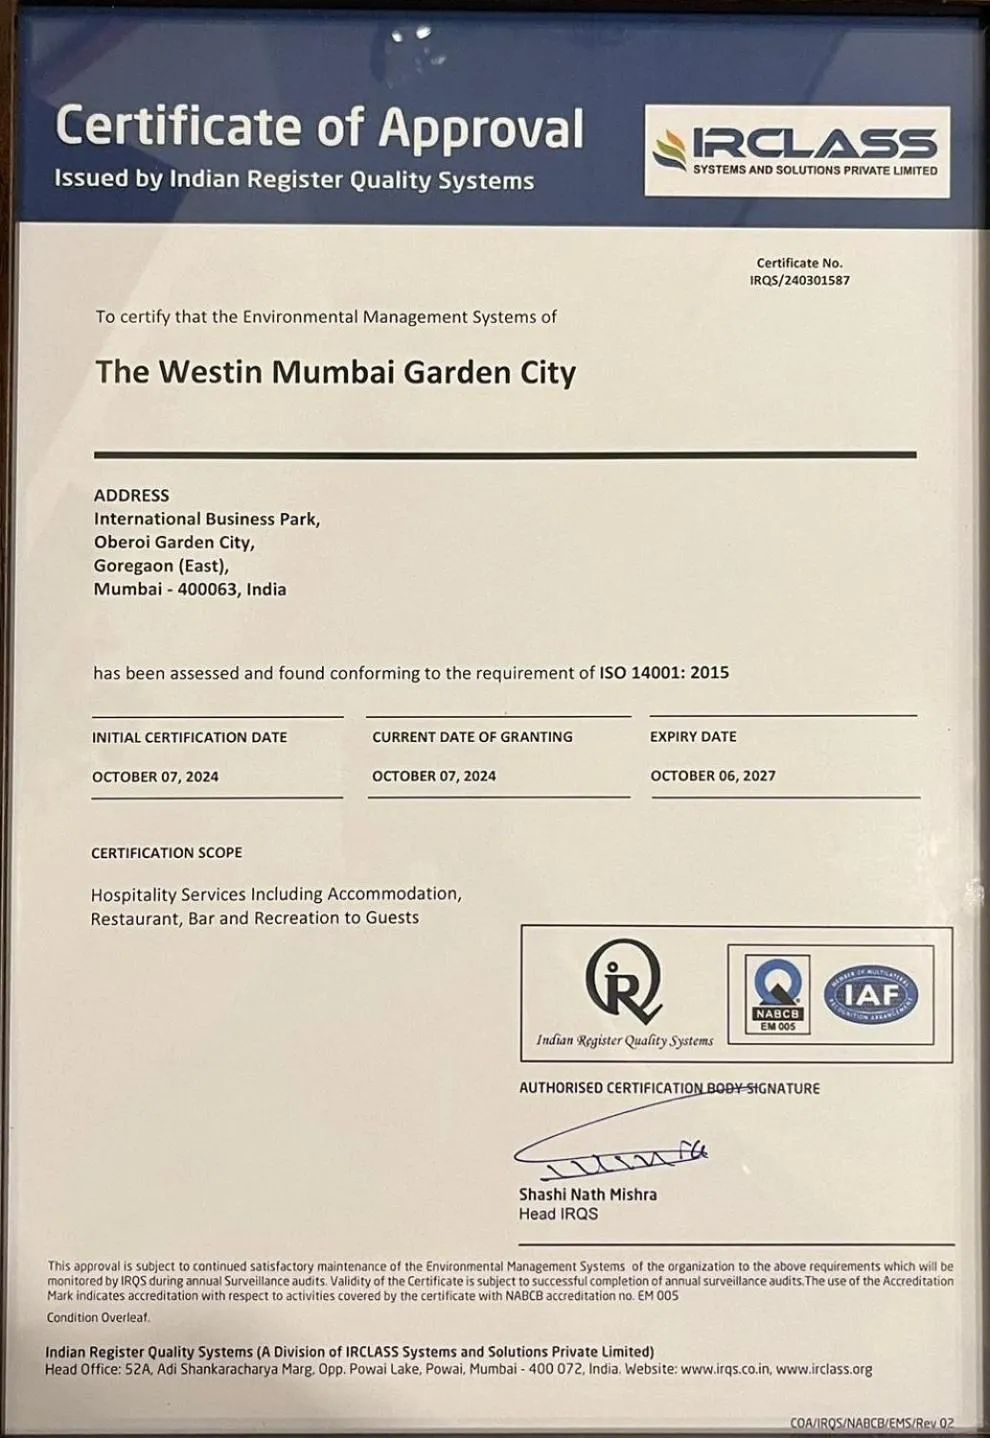 Certificate of Approval
Issued by Indian Register Quality Systems
IRCLASS
SYSTEMS AND SOLUTIONS PRIVATE LIMITED
Certificate No.
IRQS/240301587
To certify that the Environmental Management Systems of
The Westin Mumbai Garden City
ADDRESS
International Business Park,
Oberoi Garden City,
Goregaon (East),
Mumbai - 400063, India
has been assessed and found conforming to the requirement of ISO 14001: 2015
INITIAL CERTIFICATION DATE
OCTOBER 07, 2024
CURRENT DATE OF GRANTING
OCTOBER 07, 2024
EXPIRY DATE
OCTOBER 06, 2027
CERTIFICATION SCOPE
Hospitality Services Including Accommodation,
Restaurant, Bar and Recreation to Guests
iRQ
Indian Register Quality Systems
NABCB
EM 005
MEMBER OF MULTILATERAL
IAF
RECOGNITION ARRANGEMENT
AUTHORISED CERTIFICATION BODY SIGNATURE
Shashi Nath Mishra
Head IRQS
This approval is subject to continued satisfactory maintenance of the Environmental Management Systems of the organization to the above requirements which will be
monitored by IRQS during annual Surveillance audits. Validity of the Certificate is subject to successful completion of annual surveillance audits.The use of the Accreditation
Mark indicates accreditation with respect to activities covered by the certificate with NABCB accreditation no. EM 005
Condition Overleaf.
Indian Register Quality Systems (A Division of IRCLASS Systems and Solutions Private Limited)
Head Office: 52A, Adi Shankaracharya Marg, Opp. Powai Lake, Powai, Mumbai - 400 072, India. Website: www.irqs.co.in, www.irclass.org
COA/IRQS/NABCB/EMS/Rev 02